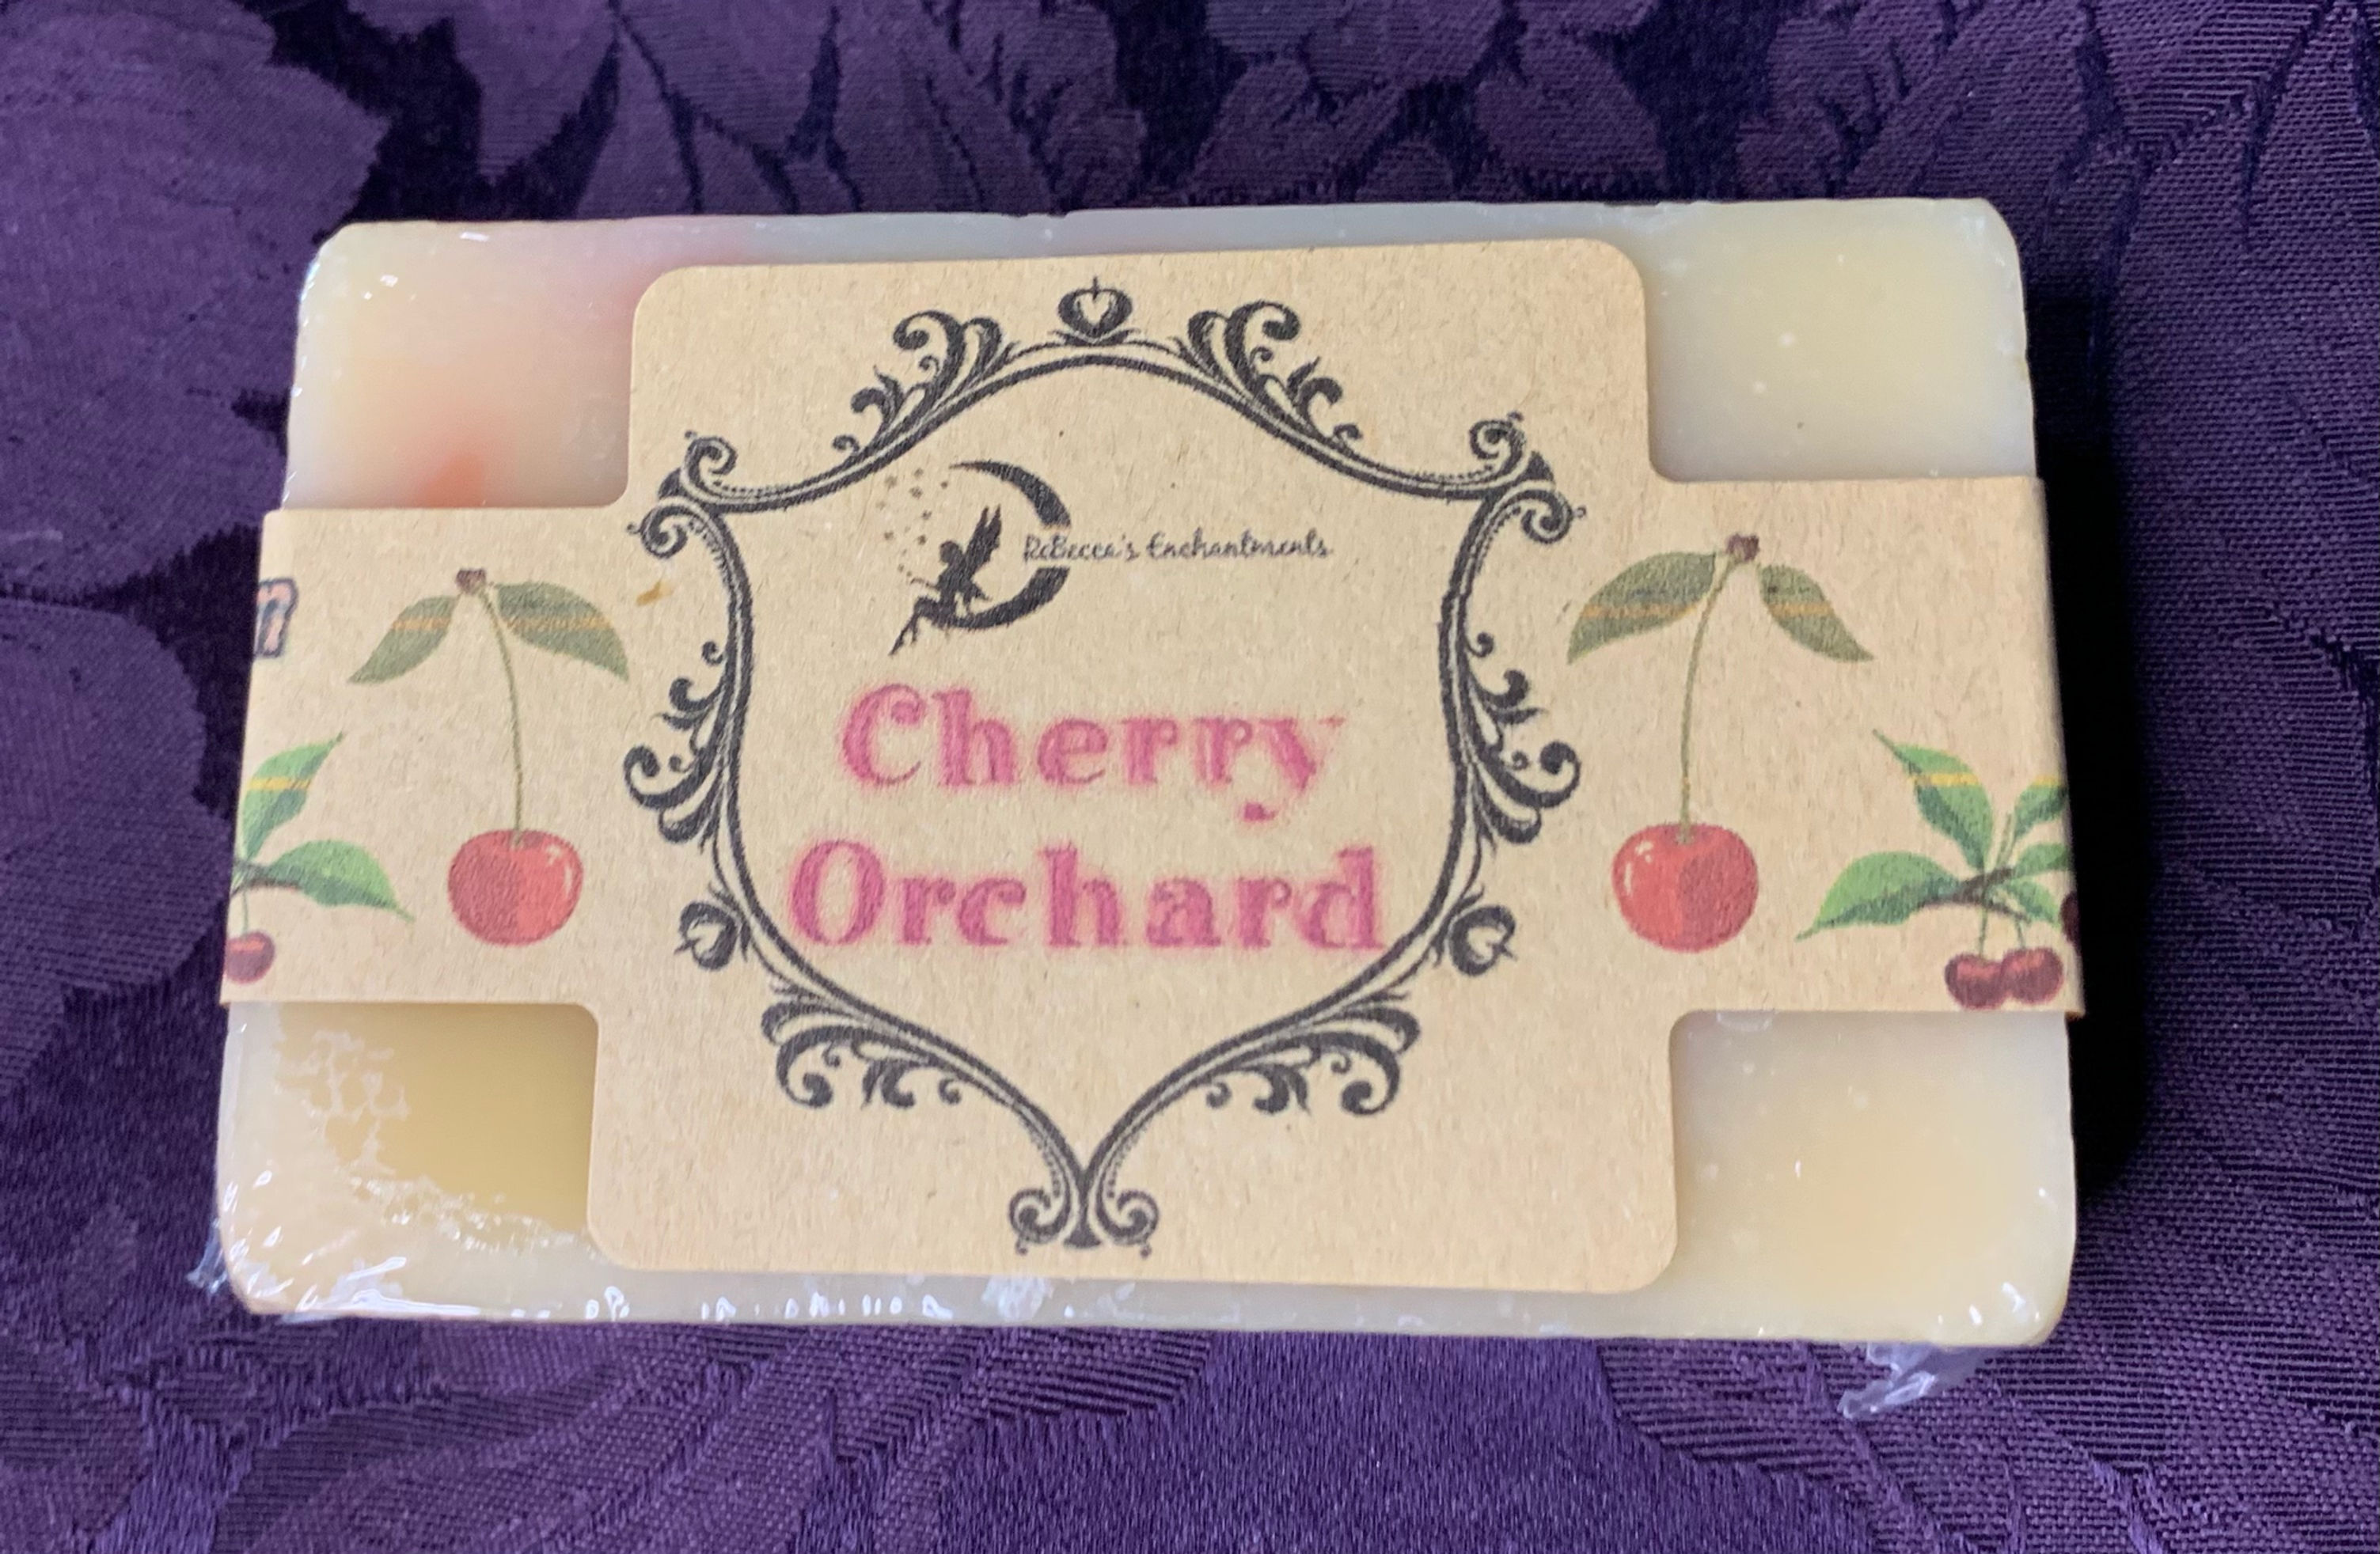 ReBecca's Enchantments
Cherry
Orchard